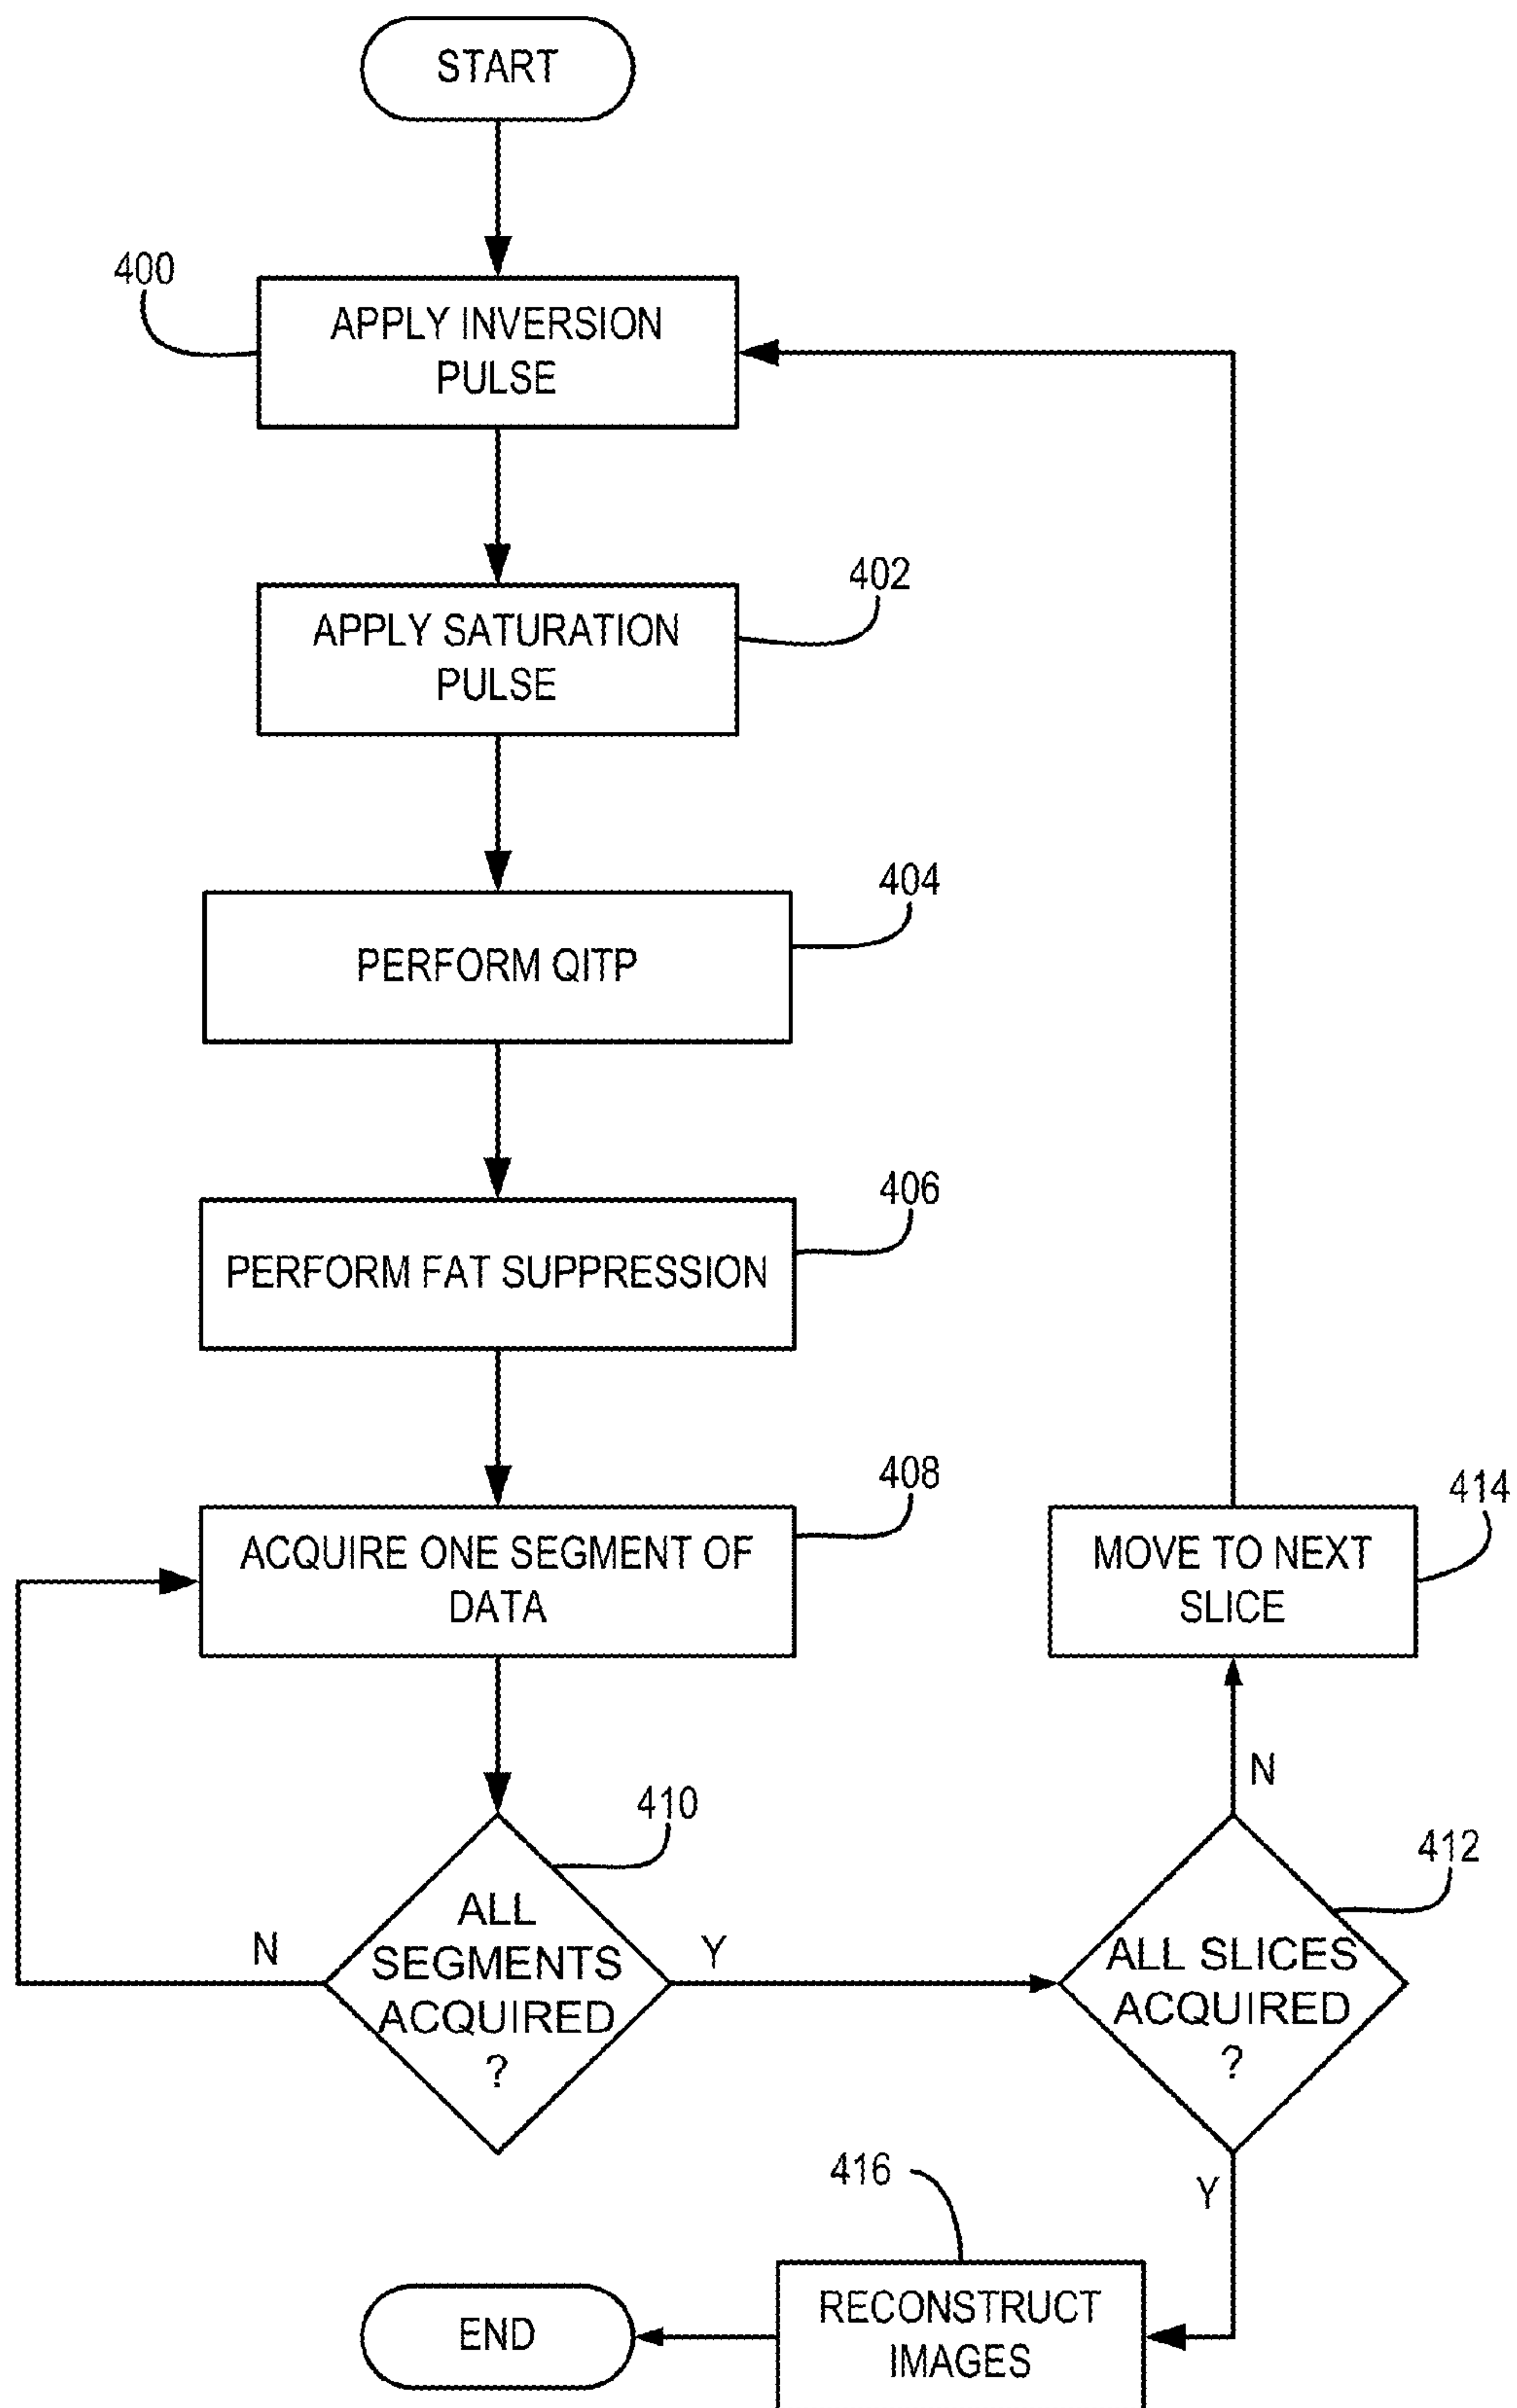 START
400
APPLY INVERSION
PULSE
402
APPLY SATURATION
PULSE
404
PERFORM QITP
406
PERFORM FAT SUPPRESSION
408
ACQUIRE ONE SEGMENT OF
DATA
414
MOVE TO NEXT
SLICE
410
ALL
SEGMENTS
ACQUIRED
?
N
Y
N
412
ALL SLICES
ACQUIRED
?
Y
416
RECONSTRUCT
IMAGES
END